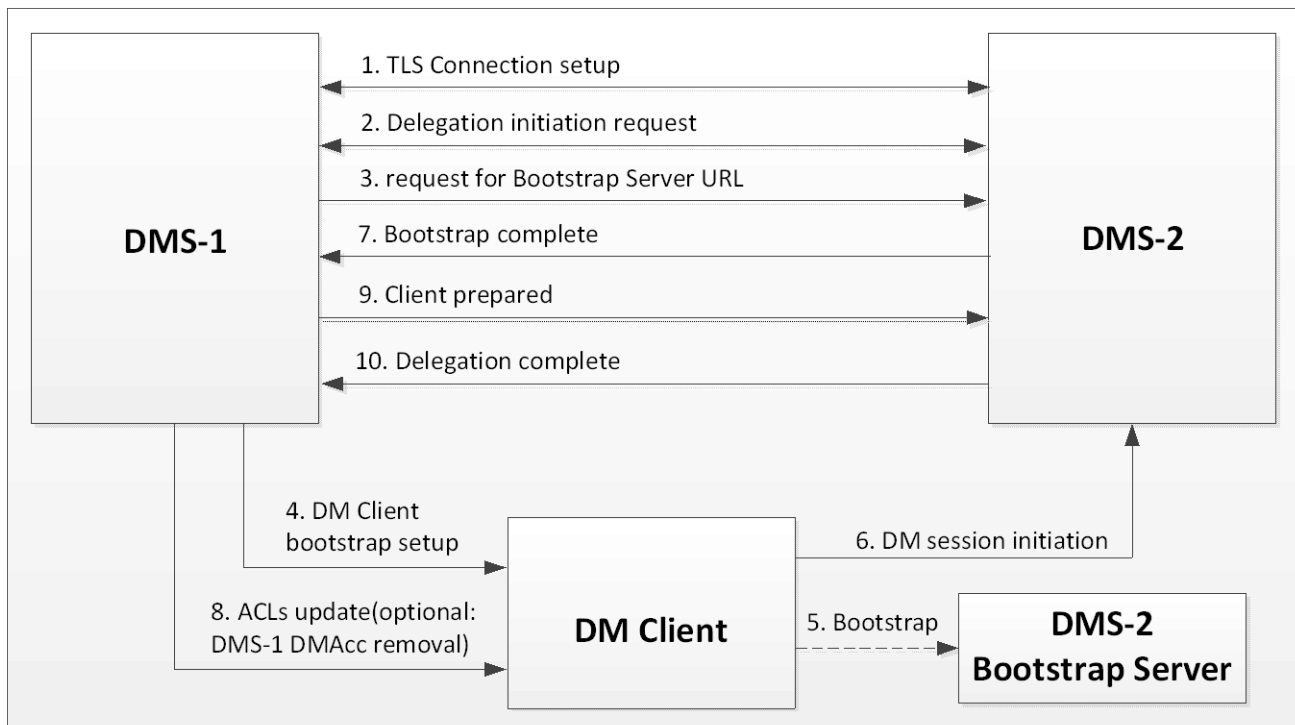 1. TLS Connection setup
2. Delegation initiation request
3. request for Bootstrap Server URL
DMS-1
7. Bootstrap complete
DMS-2
9. Client prepared
10. Delegation complete
4. DM Client
bootstrap setup
6. DM session initiation
8. ACLs update(optional:
DMS-1 DMAcc removal)
DM Client
5. Bootstrap
DMS-2
Bootstrap Server